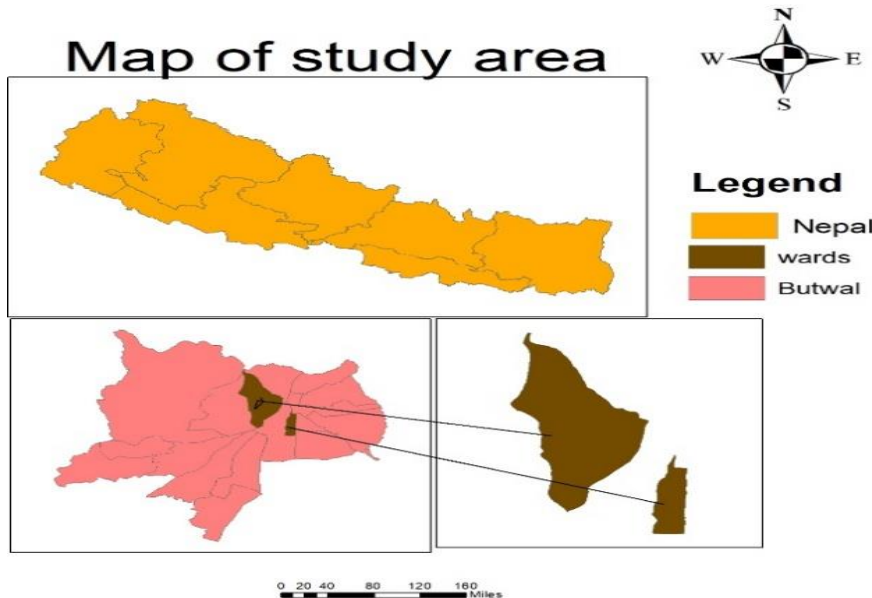 Map of study area
N
W E
S
Legend
Nepal
wards
Butwal
0 20 40 80 120 160
Miles